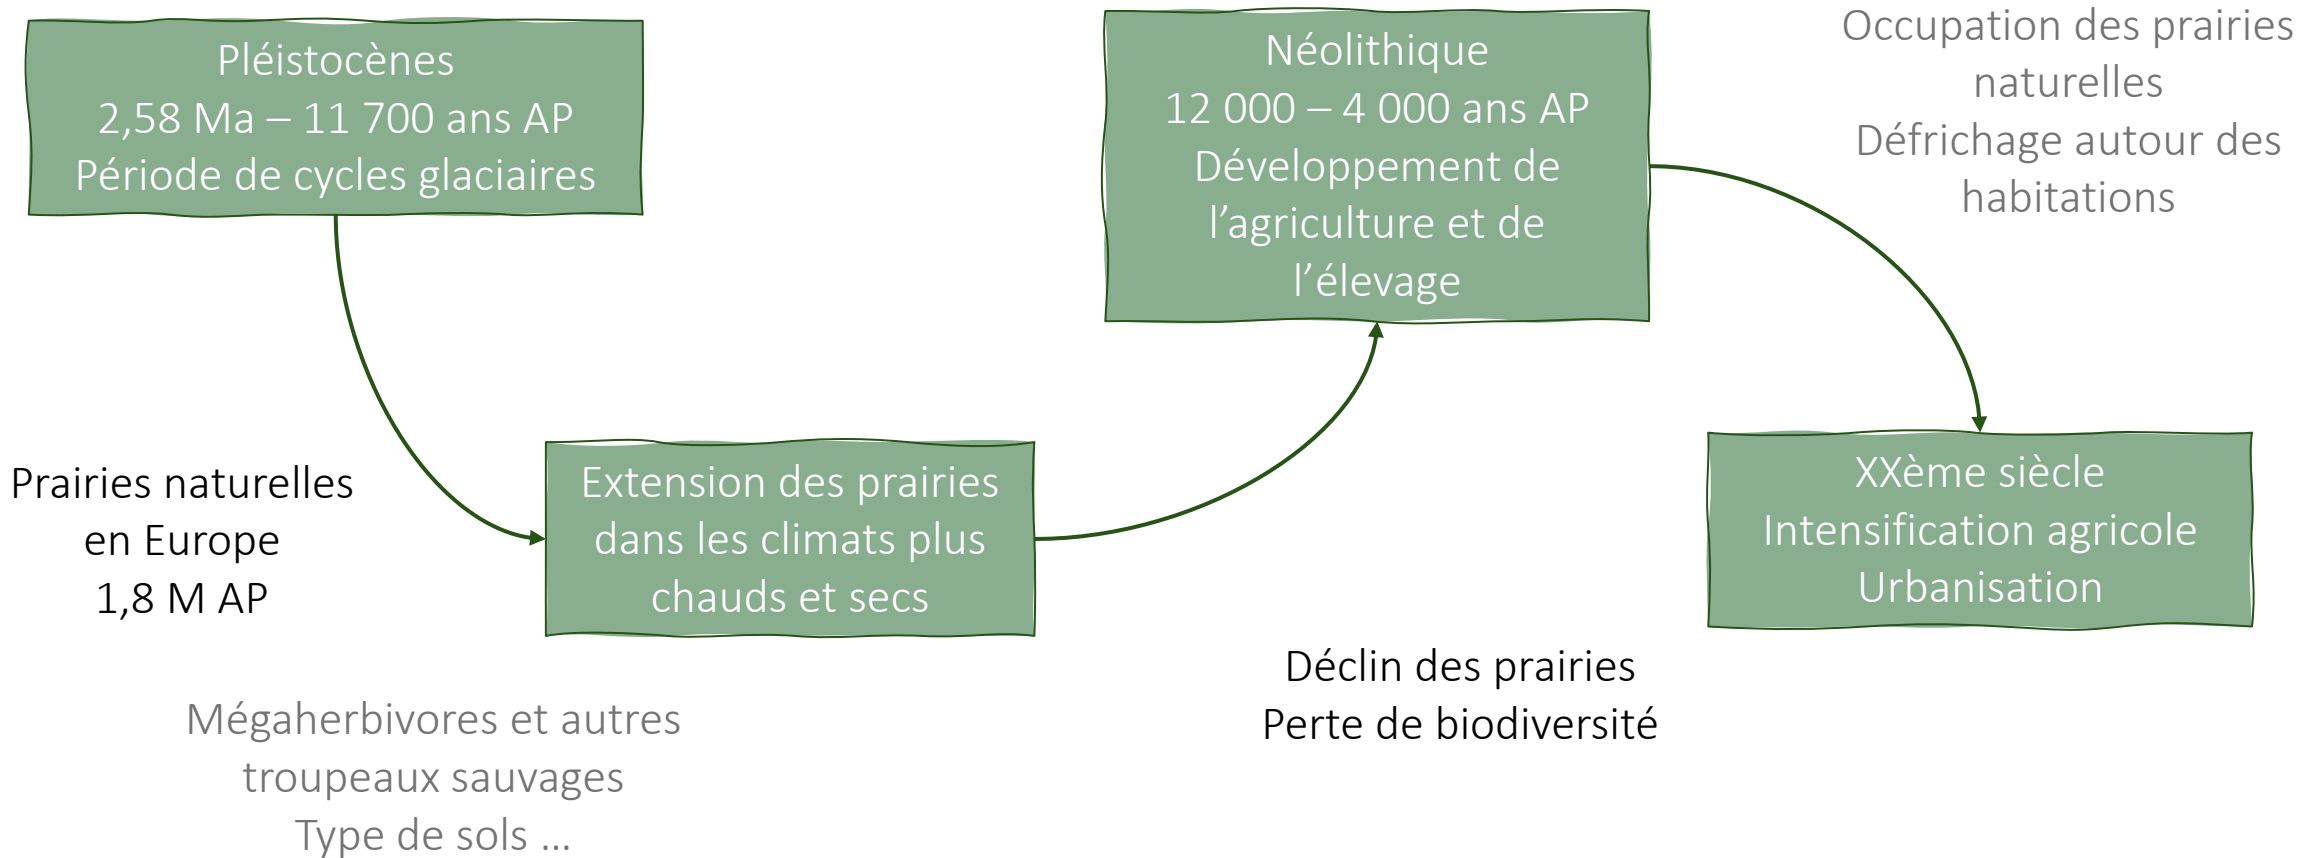 Pléistocènes
2,58 Ma – 11 700 ans AP
Période de cycles glaciaires
Prairies naturelles
en Europe
1,8 M AP
Mégaherbivores et autres
troupeaux sauvages
Type de sols ...
Extension des prairies
dans les climats plus
chauds et secs
Néolithique
12 000 – 4 000 ans AP
Développement de
l’agriculture et de
l’élevage
Déclin des prairies
Perte de biodiversité
Occupation des prairies
naturelles
Défrichage autour des
habitations
XXème siècle
Intensification agricole
Urbanisation